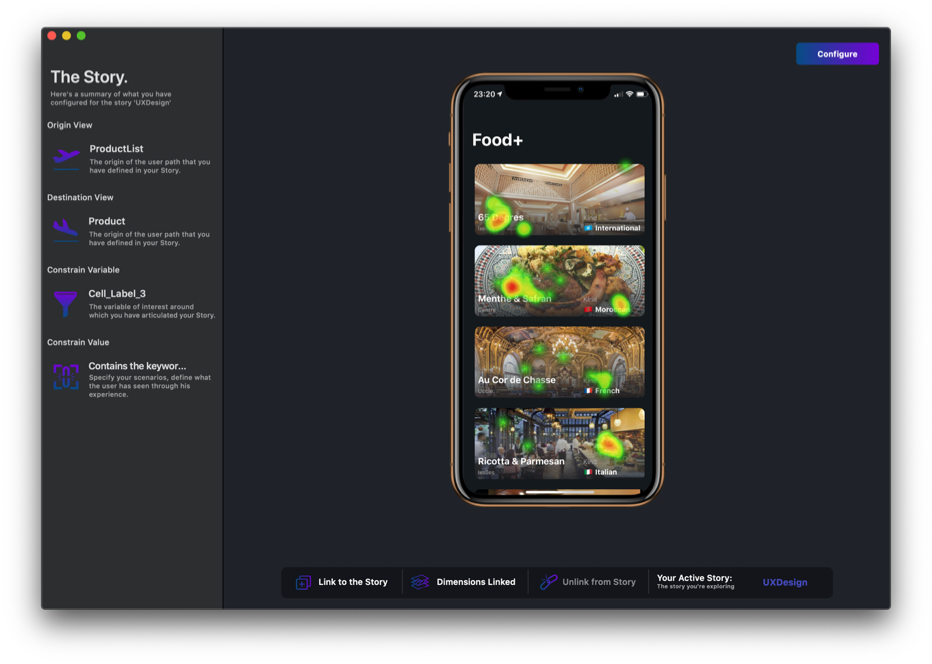 Configure
The Story.
Here's a summary of what you have
configured for the story 'UXDesign'
Origin View
ProductList
The origin of the user path that you
have defined in your Story.
Destination View
Product
The origin of the user path that you
have defined in your Story.
Constrain Variable
Cell_Label_3
The variable of interest around
which you have articulated your Story.
Constrain Value
Contains the keywor...
Specify your scenarios, define what
the user has seen through his
experience.
23:20
Food+
65 Degres
International
Menthe & Safran
Kind
Moroccan
Au Cor de Chasse
French
Ricotta & Parmesan
Italian
Link to the Story
Dimensions Linked
Unlink from Story
Your Active Story:
The story you're exploring
UXDesign